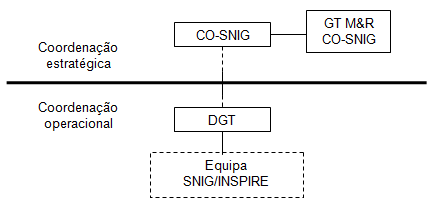 CO-SNIG
GT M&R
CO-SNIG
Coordenação
estratégica
Coordenação
operacional
DGT
Equipa
SNIG/INSPIRE